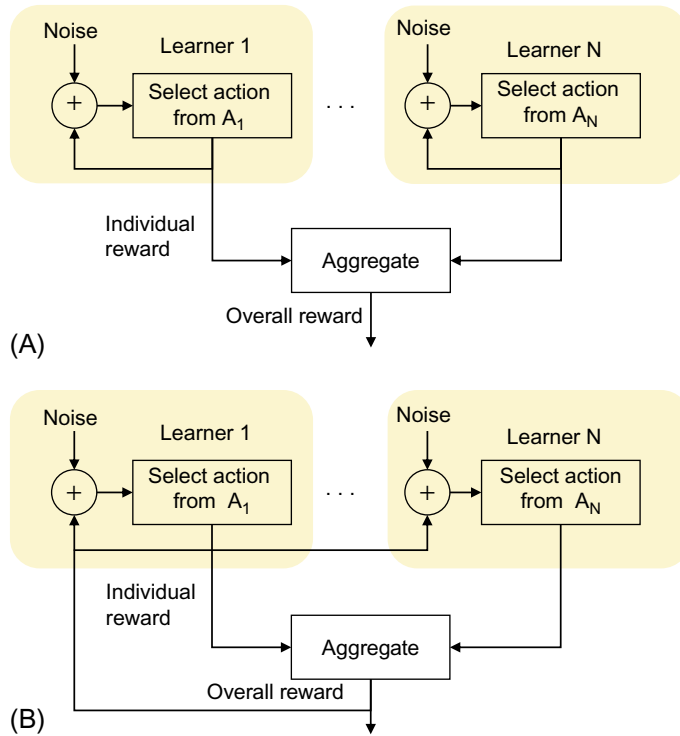 Noise
Learner 1
Noise
Learner N
+
Select action
from A1
. . .
+
Select action
from AN
Individual
reward
Aggregate
Overall reward
(A)
Noise
Learner 1
Noise
Learner N
+
Select action
from A1
. . .
+
Select action
from AN
Individual
reward
Aggregate
Overall reward
(B)